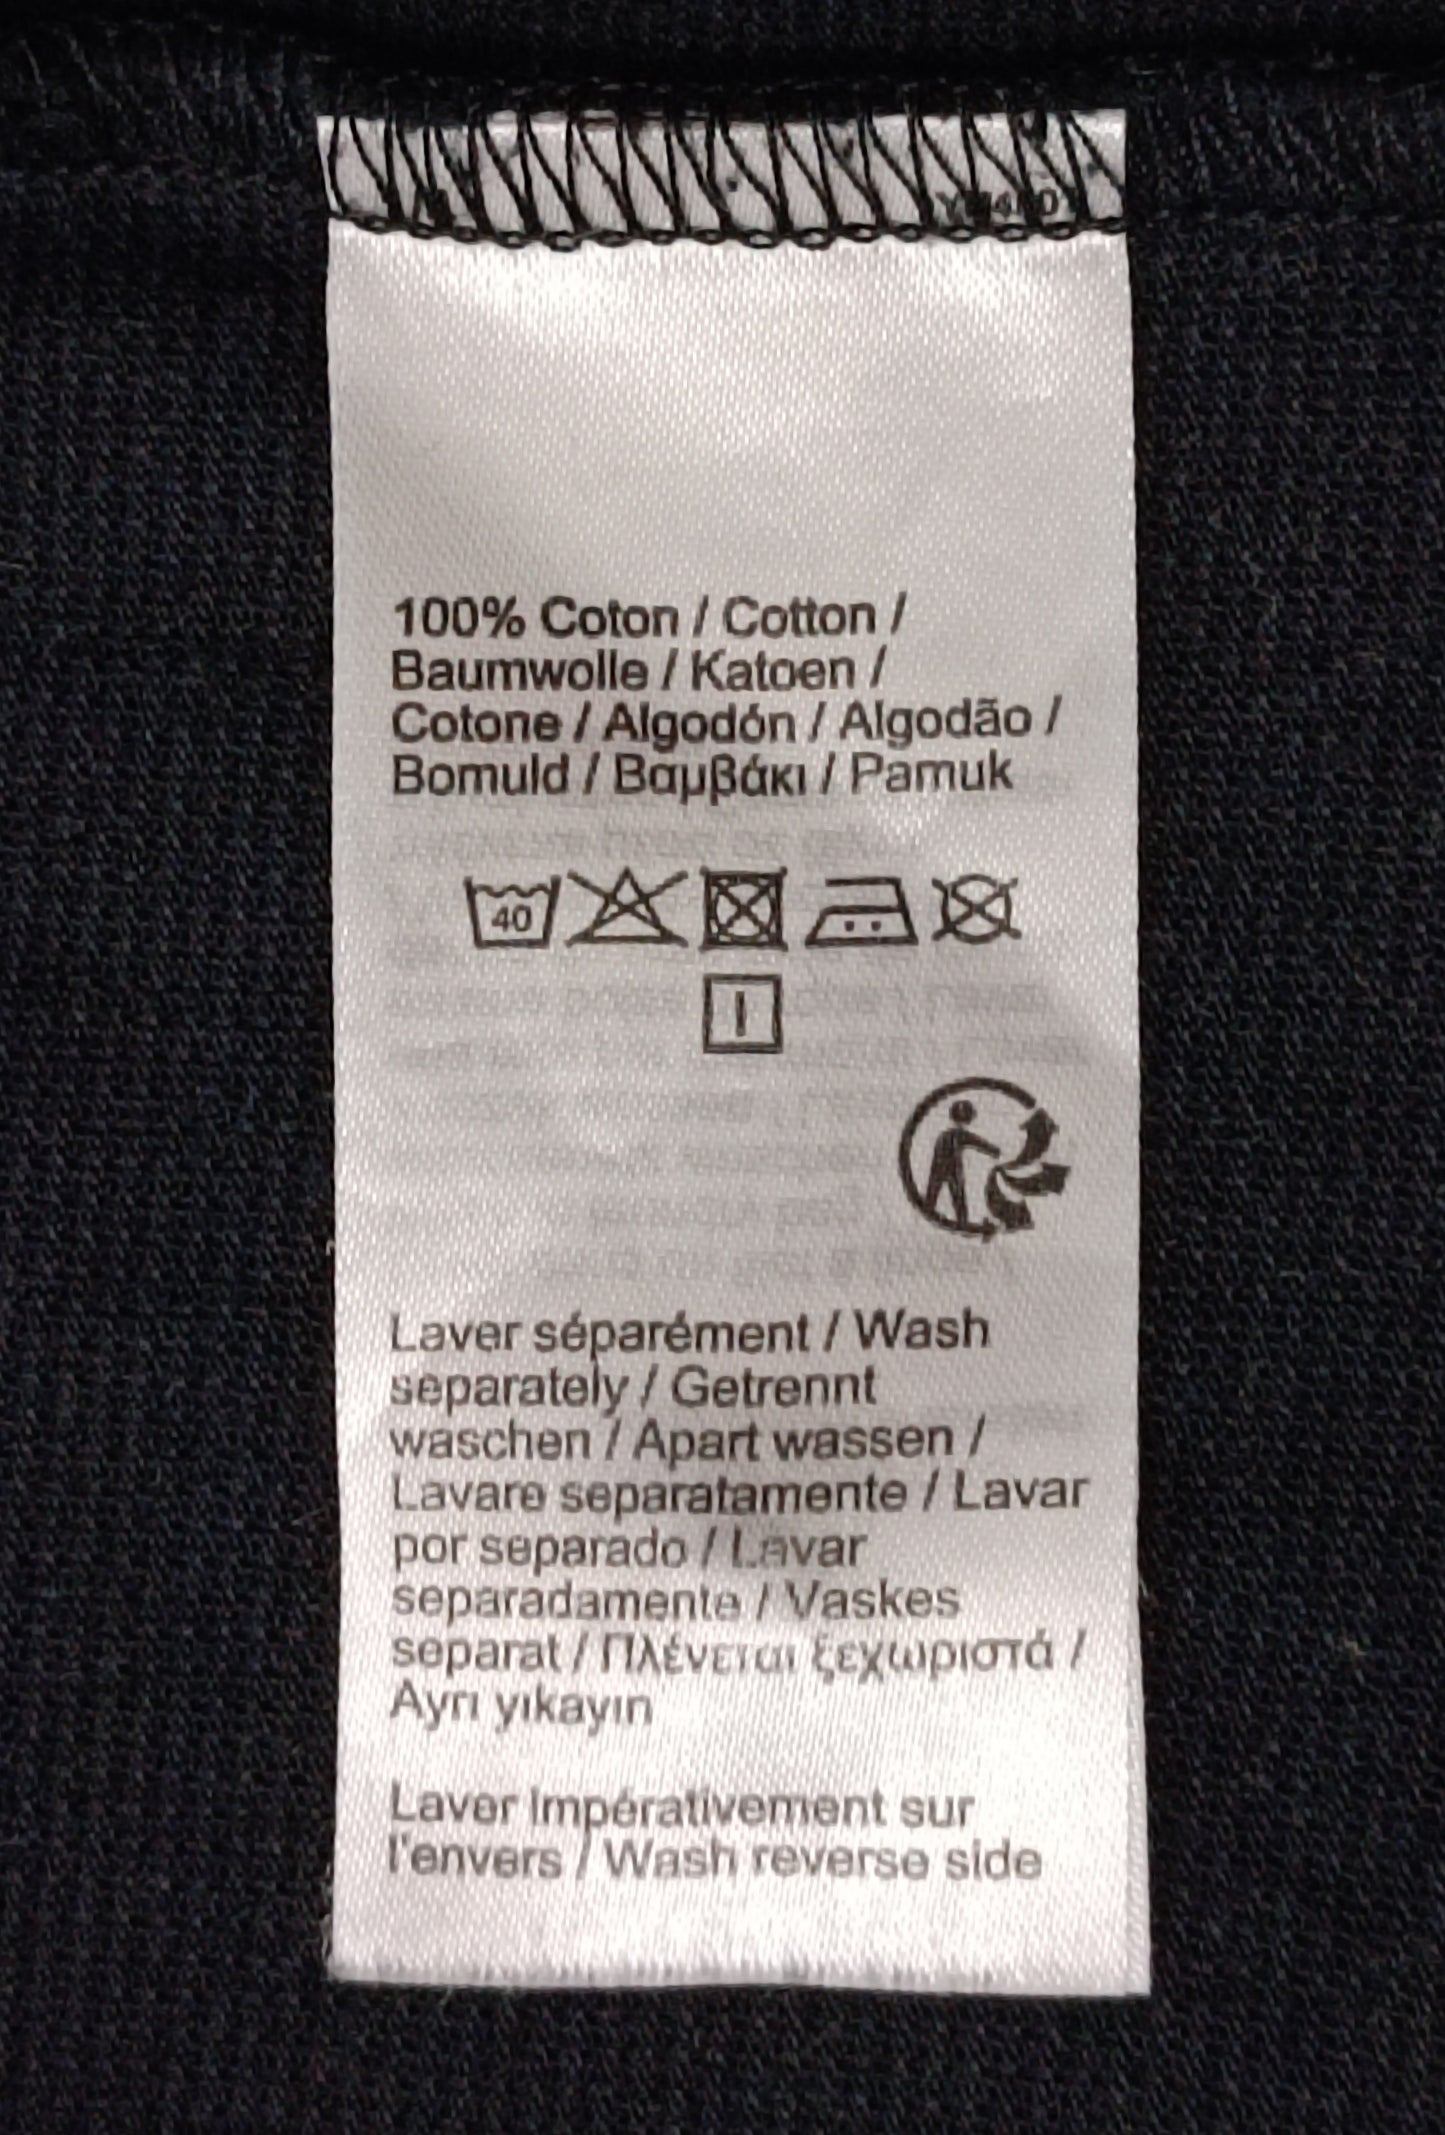 100% Coton / Cotton /
Baumwolle / Katoen /
Cotone / Algodón / Algodão /
Bomuld / Βαμβάκι / Pamuk
40
Laver séparément / Wash
separately / Getrennt
waschen / Apart wassen /
Lavare separatamente / Lavar
por separado / Lavar
separadamente / Vaskes
separat / Πλένεται ξεχωριστά /
Ayrı yıkayın
Laver impérativement sur
l'envers / Wash reverse side